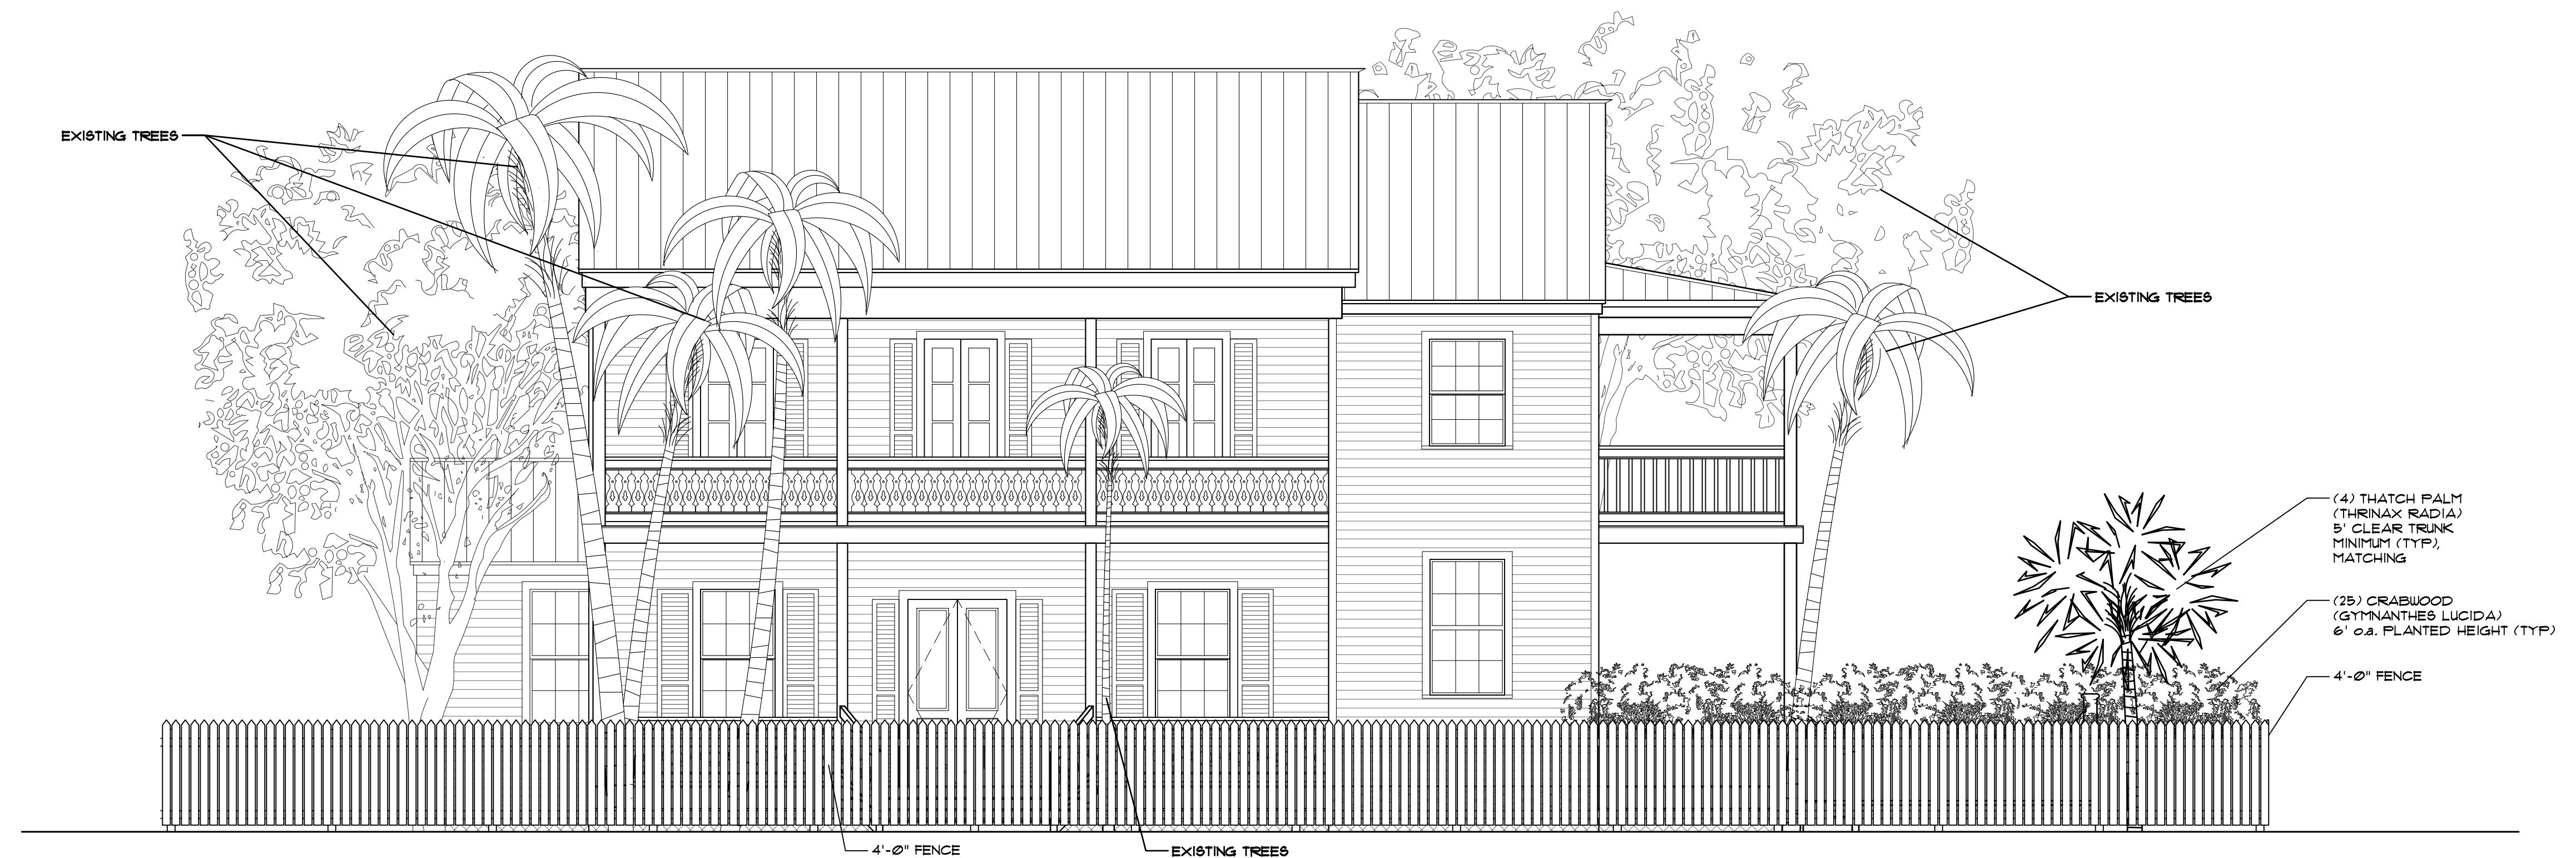 EXISTING TREES
EXISTING TREES
(4) THATCH PALM
(THRINAX RADIA)
5' CLEAR TRUNK
MINIMUM (TYP),
MATCHING
(25) CRABWOOD
(GYMNANTHES LUCIDA)
6' o.a. PLANTED HEIGHT (TYP)
4'-0" FENCE
4'-0" FENCE
EXISTING TREES